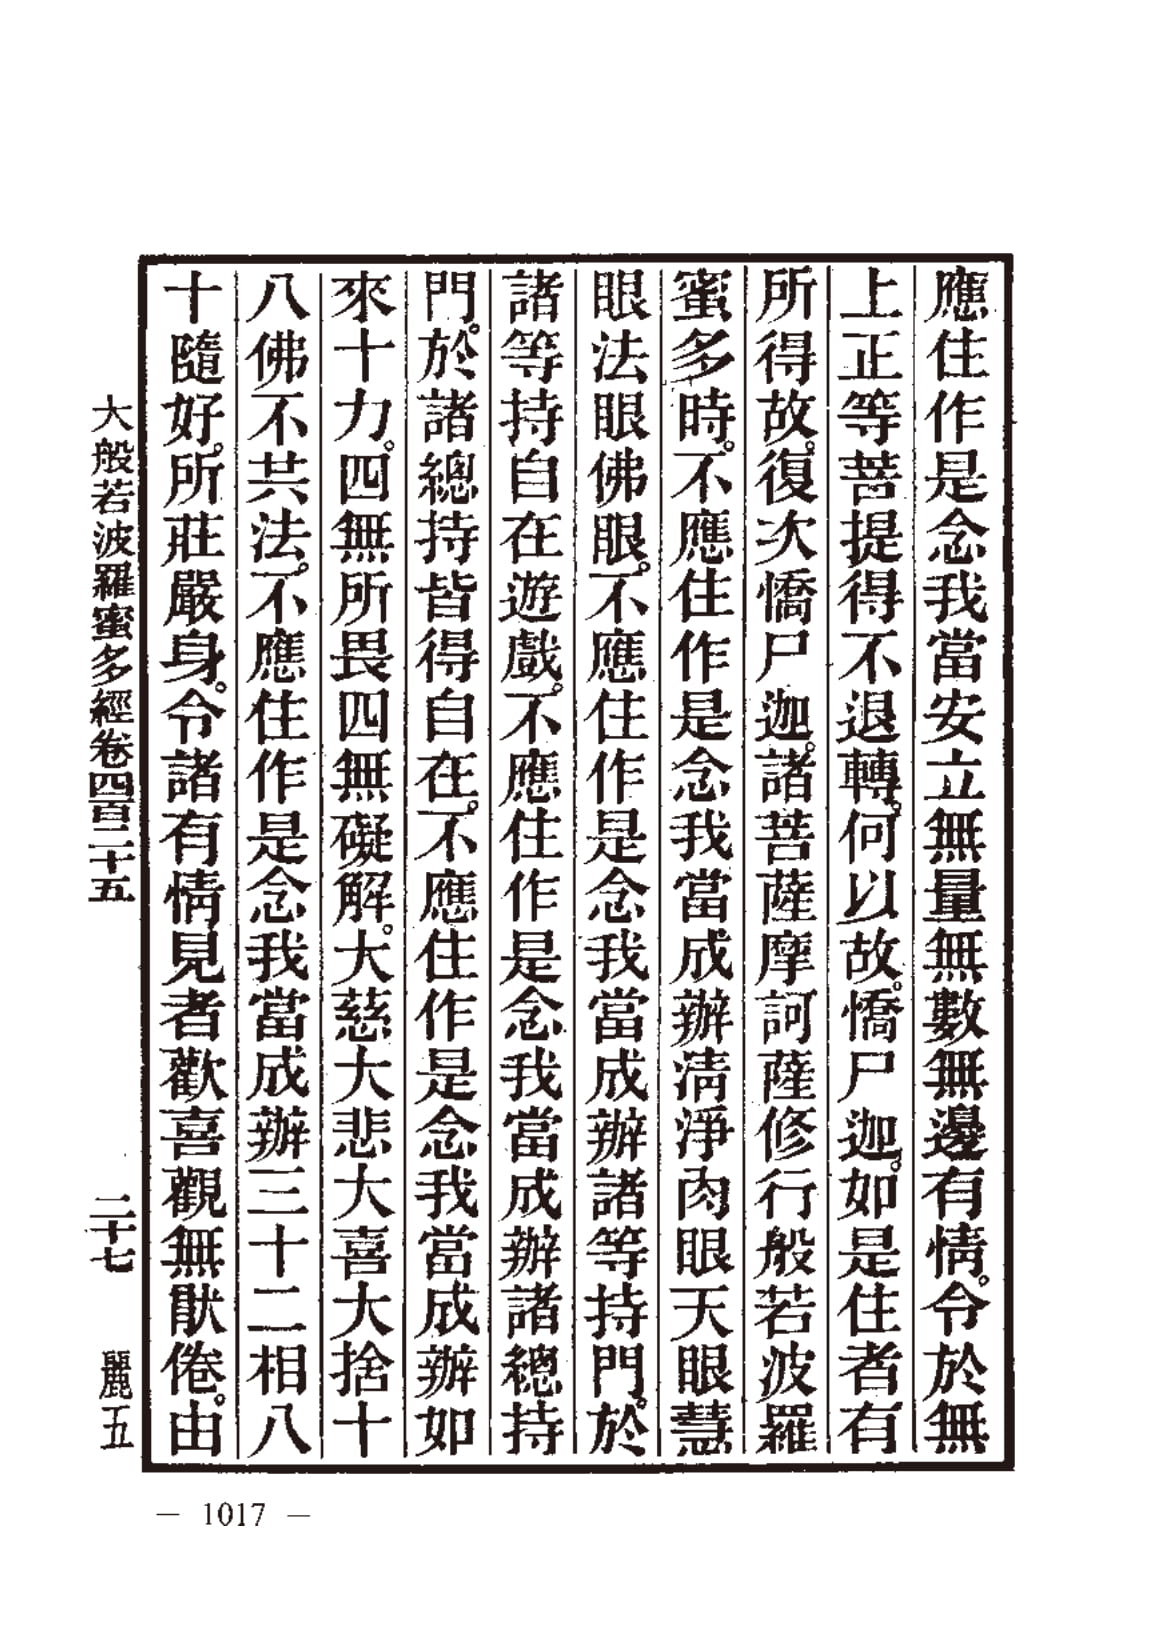 應住作是念我當安立無量無數無邊有情。令於無
上正等菩提得不退轉。何以故。憍尸迦。如是住者有
所得故。復次憍尸迦。諸菩薩摩訶薩修行般若波羅
蜜多時。不應住作是念我當成辦清淨肉眼天眼慧
眼法眼佛眼。不應住作是念我當成辦諸等持門。於
諸等持自在遊戲。不應住作是念我當成辦諸總持
門。於諸總持皆得自在。不應住作是念我當成辦如
來十力。四無所畏四無礙解。大慈大悲大喜大捨十
八佛不共法。不應住作是念我當成辦三十二相八
十隨好。所莊嚴身。令諸有情見者歡喜觀無猒倦。由
大般若波羅蜜多經卷四百二十五 二十七 麗五
— 1017 —